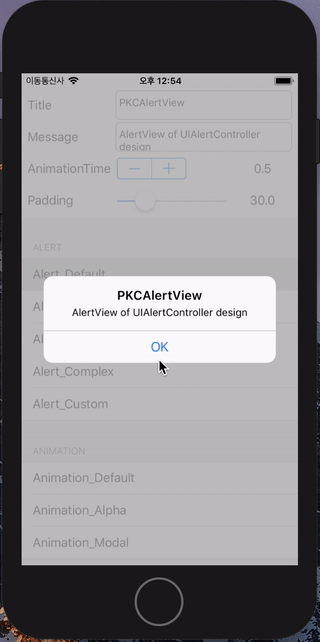 이동통신사 오후 12:54
Title PKCAlertView
Message AlertView of UIAlertController
design
AnimationTime 0.5
Padding 30.0
ALERT
Alert_Default
PKCAlertView
AlertView of UIAlertController design
Al
Al
OK
Alert_Complex
Alert_Custom
ANIMATION
Animation_Default
Animation_Alpha
Animation_Modal